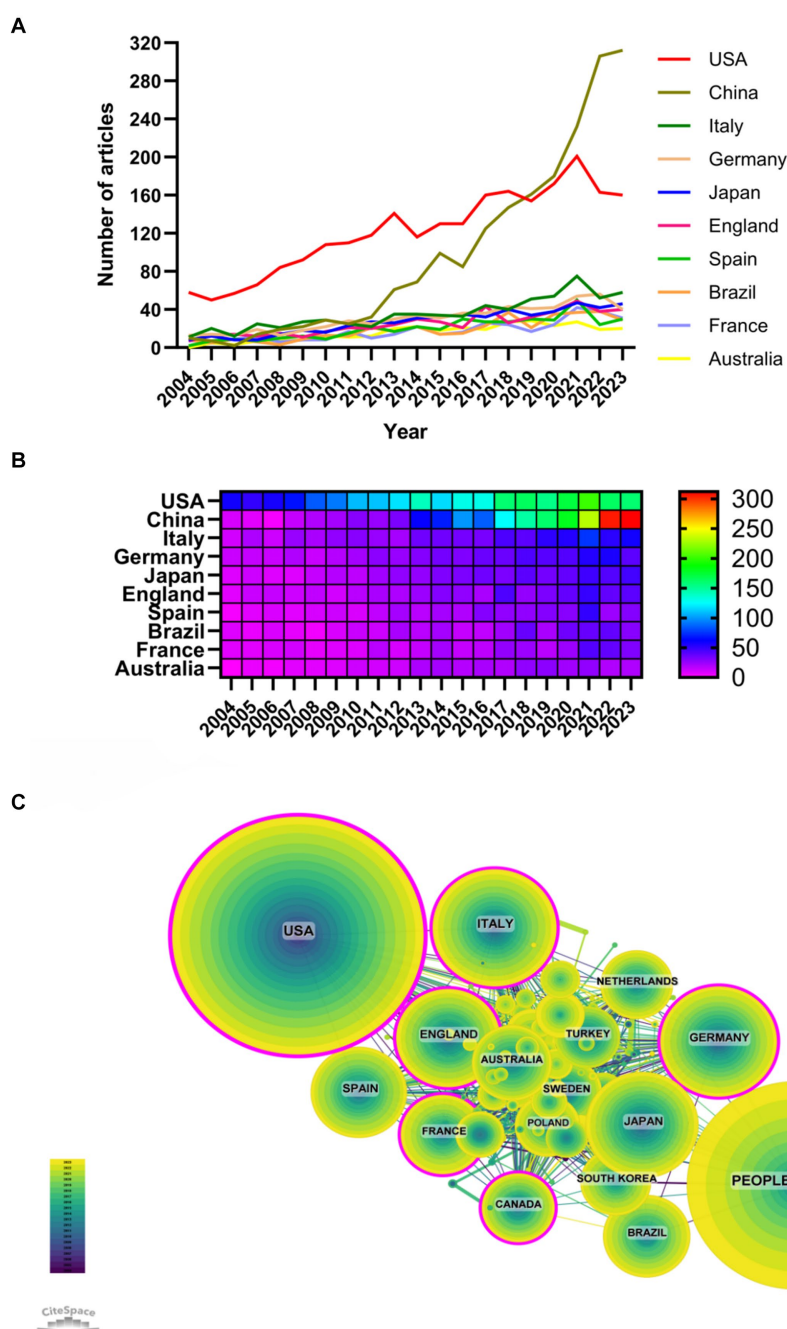 A
320
280
240
200
160
120
80
40
0
Number of articles
2004 2005 2006 2007 2008 2009 2010 2011 2012 2013 2014 2015 2016 2017 2018 2019 2020 2021 2022 2023
Year
USA
China
Italy
Germany
Japan
England
Spain
Brazil
France
Australia
B
USA
China
Italy
Germany
Japan
England
Spain
Brazil
France
Australia
2004 2005 2006 2007 2008 2009 2010 2011 2012 2013 2014 2015 2016 2017 2018 2019 2020 2021 2022 2023
300
250
200
150
100
50
0
C
USA
ITALY
NETHERLANDS
ENGLAND
TURKEY
GERMANY
AUSTRALIA
SPAIN
SWEDEN
FRANCE
POLAND
JAPAN
SOUTH KOREA
PEOPLE
CANADA
BRAZIL
CiteSpace